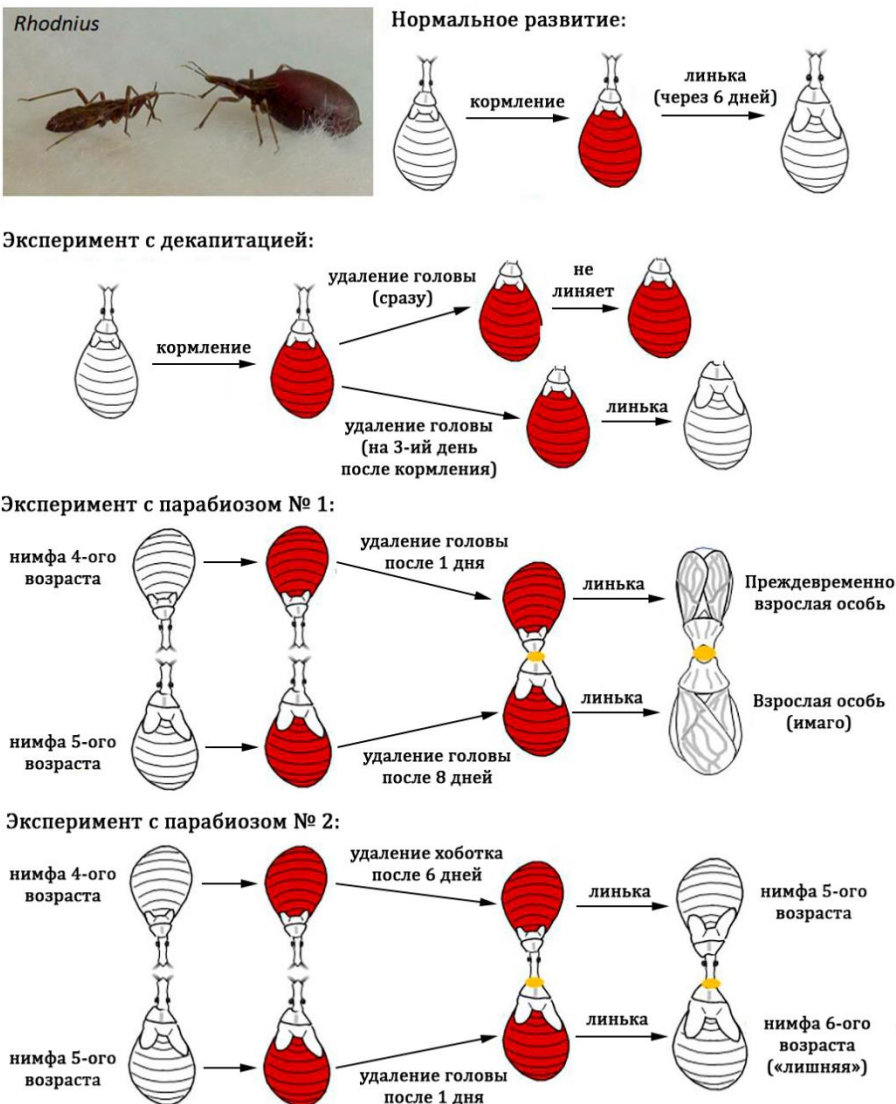 Rhodnius
Нормальное развитие:
кормление
линька
(через 6 дней)
Эксперимент с декапитацией:
кормление
удаление головы
(сразу)
не
линяет
удаление головы
(на 3-ий день
после кормления)
линька
Эксперимент с парабиозом № 1:
нимфа 4-ого
возраста
удаление головы
после 1 дня
линька
Преждевременно
взрослая особь
нимфа 5-ого
возраста
удаление головы
после 8 дней
линька
Взрослая особь
(имаго)
Эксперимент с парабиозом № 2:
нимфа 4-ого
возраста
удаление хоботка
после 6 дней
линька
нимфа 5-ого
возраста
нимфа 5-ого
возраста
удаление головы
после 1 дня
линька
нимфа 6-ого
возраста
(«лишняя»)